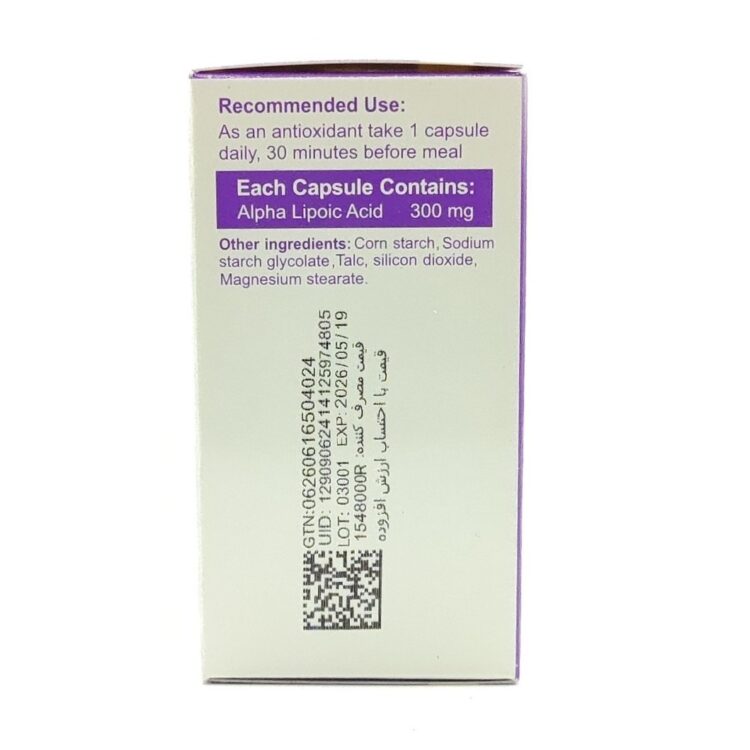 Recommended Use:
As an antioxidant take 1 capsule
daily, 30 minutes before meal
Each Capsule Contains:
Alpha Lipoic Acid 300 mg
Other ingredients: Corn starch, Sodium
starch glycolate ,Talc, silicon dioxide,
Magnesium stearate.
GTN:06260616504024
UID: 12909062414125974805
LOT: 03001 EXP: 2026/05/19
قیمت مصرف کننده: 1548000R
قیمت با احتساب ارزش افزوده